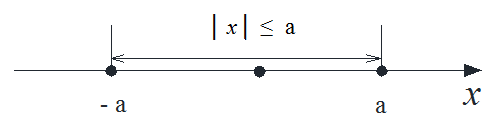 | x | ≤ a
- a
a
x